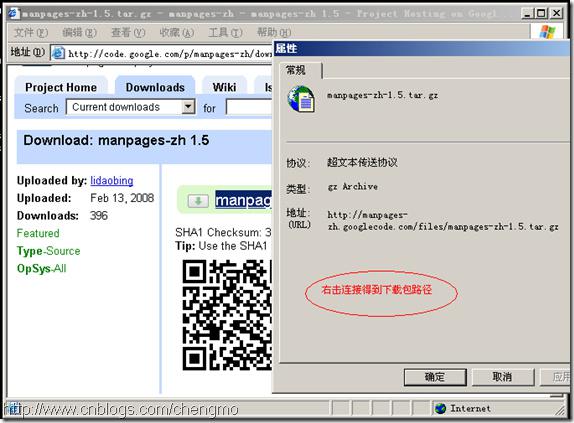 manpages-zh-1.5.tar.gz - manpages-zh - manpages-zh 1.5 - Project Hosting on Goog
文件(F) 编辑(E) 查看(V) 收藏(A) 工具(T) 帮助(H)
地址(D) http://code.google.com/p/manpages-zh/dow
Project Home Downloads Wiki Is
Search Current downloads for
Download: manpages-zh 1.5
Uploaded by: lidaobing
Uploaded: Feb 13, 2008
Downloads: 396
Featured
Type-Source
OpSys-All
manpag
SHA1 Checksum: 3
Tip: Use the SHA1
属性
常规
manpages-zh-1.5.tar.gz
协议: 超文本传送协议
类型: gz Archive
地址: http://manpages-
(URL) zh.googlecode.com/files/manpages-zh-1.5.tar.gz
右击连接得到下载包路径
确定 取消 应用
http://www.cnblogs.com/chengmo
Internet